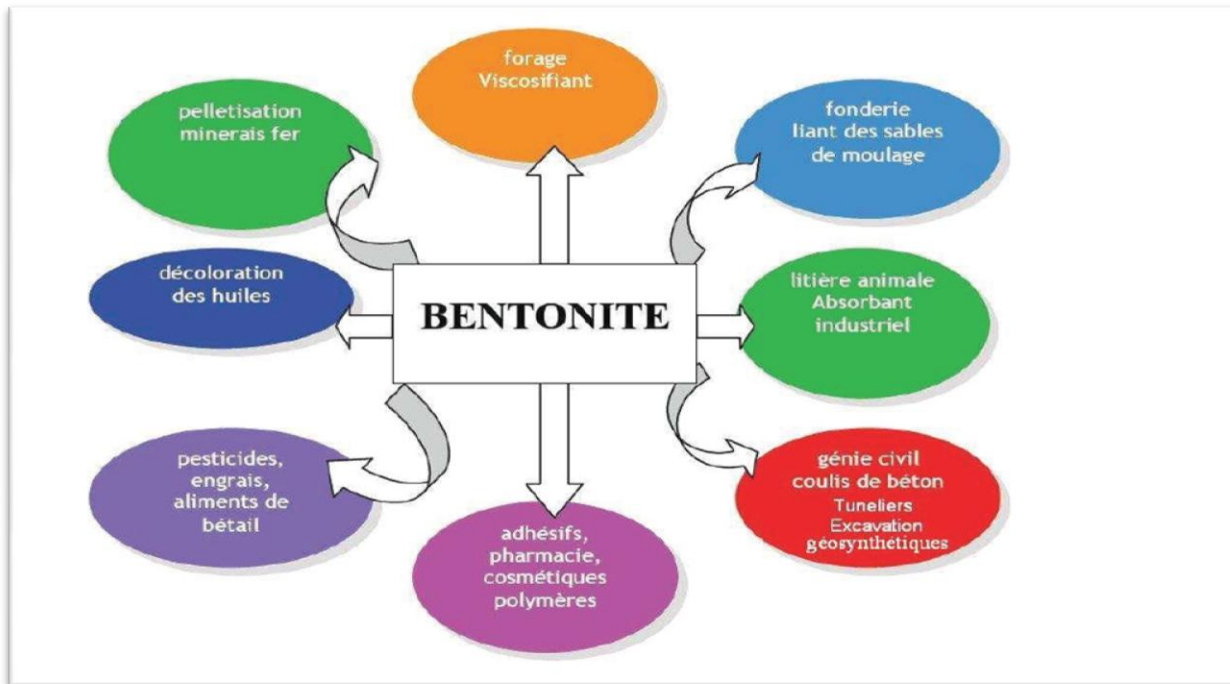 forage
Viscosifiant
pelletisation
minerais fer
fonderie
liant des sables
de moulage
décoloration
des huiles
BENTONITE
litière animale
Absorbant
industriel
pesticides,
engrais,
aliments de
bétail
adhésifs,
pharmacie,
cosmétiques
polymères
génie civil
coulis de béton
Tuneliers
Excavation
géosynthétiques